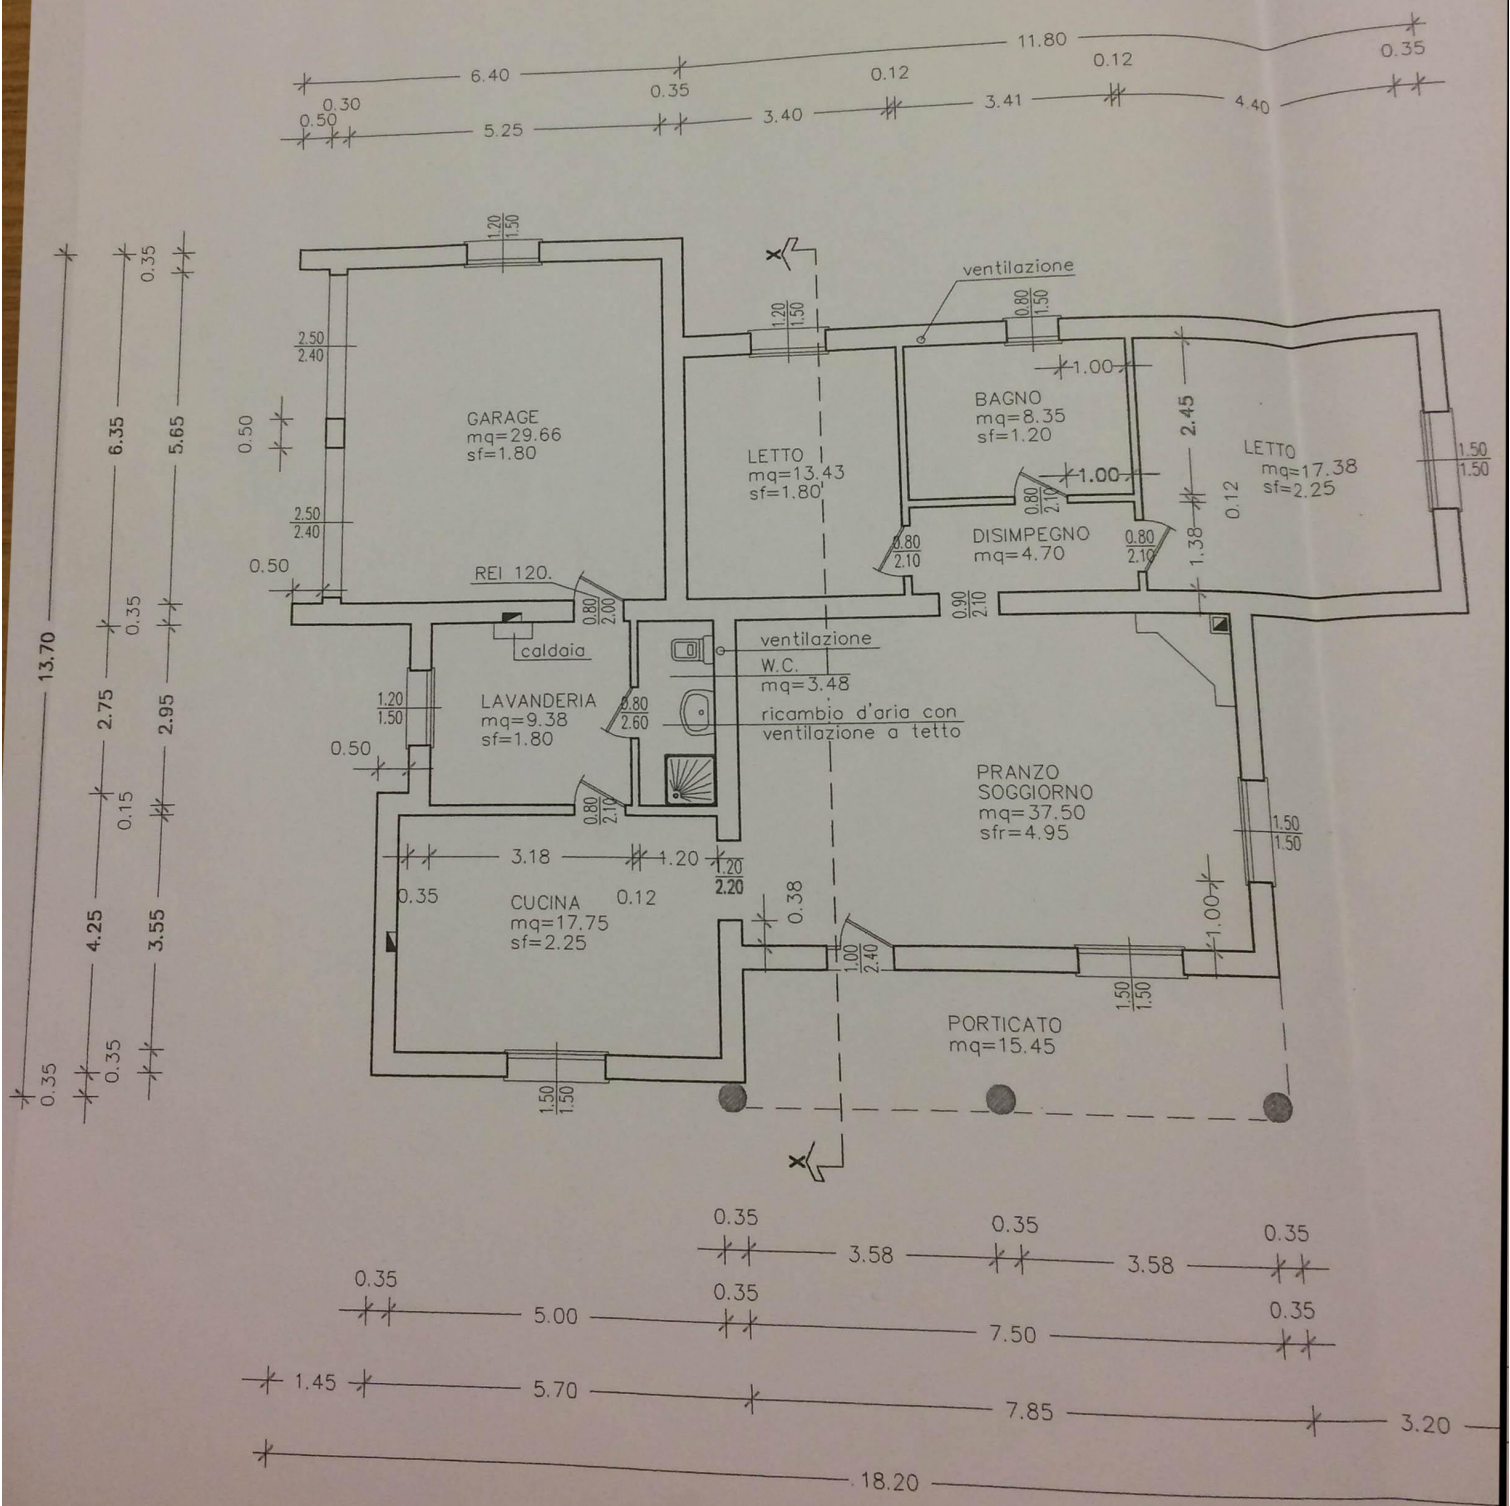 11.80
6.40
0.35
0.30
0.35
0.12
0.12
0.50
5.25
3.40
3.41
4.40
1.20
1.50
x
ventilazione
0.35
1.20
1.50
0.80
1.50
2.50
2.40
1.00
6.35
5.65
0.50
GARAGE
mq=29.66
sf=1.80
BAGNO
mq=8.35
sf=1.20
2.45
LETTO
mq=13.43
sf=1.80
LETTO
mq=17.38
sf=2.25
1.50
1.50
1.00
0.80
2.10
0.12
2.50
2.40
DISIMPEGNO
mq=4.70
0.80
2.10
0.80
2.10
1.38
0.50
REI 120.
0.80
2.00
0.90
2.10
0.35
13.70
caldaia
ventilazione
W.C.
mq=3.48
ricambio d'aria con
ventilazione a tetto
1.20
1.50
LAVANDERIA
mq=9.38
sf=1.80
0.80
2.60
2.75
2.95
0.50
0.15
0.80
2.10
PRANZO
SOGGIORNO
mq=37.50
sfr=4.95
1.50
1.50
3.18
1.20
1.20
2.20
0.35
0.12
0.38
1.00
CUCINA
mq=17.75
sf=2.25
4.25
3.55
1.00
2.40
1.50
1.50
PORTICATO
mq=15.45
0.35
0.35
1.50
1.50
x
0.35
0.35
0.35
3.58
3.58
0.35
0.35
0.35
5.00
7.50
1.45
5.70
7.85
3.20
18.20